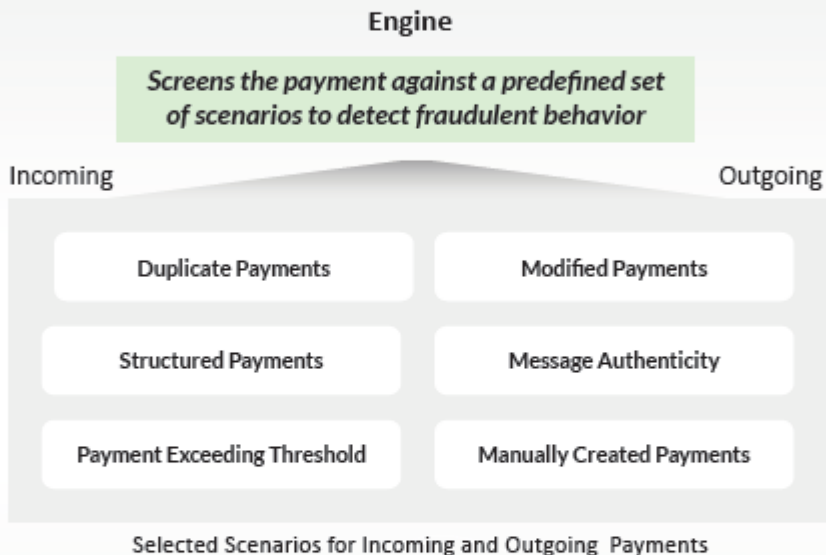 Engine
Screens the payment against a predefined set
of scenarios to detect fraudulent behavior
Incoming
Outgoing
Duplicate Payments
Modified Payments
Structured Payments
Message Authenticity
Payment Exceeding Threshold
Manually Created Payments
Selected Scenarios for Incoming and Outgoing Payments